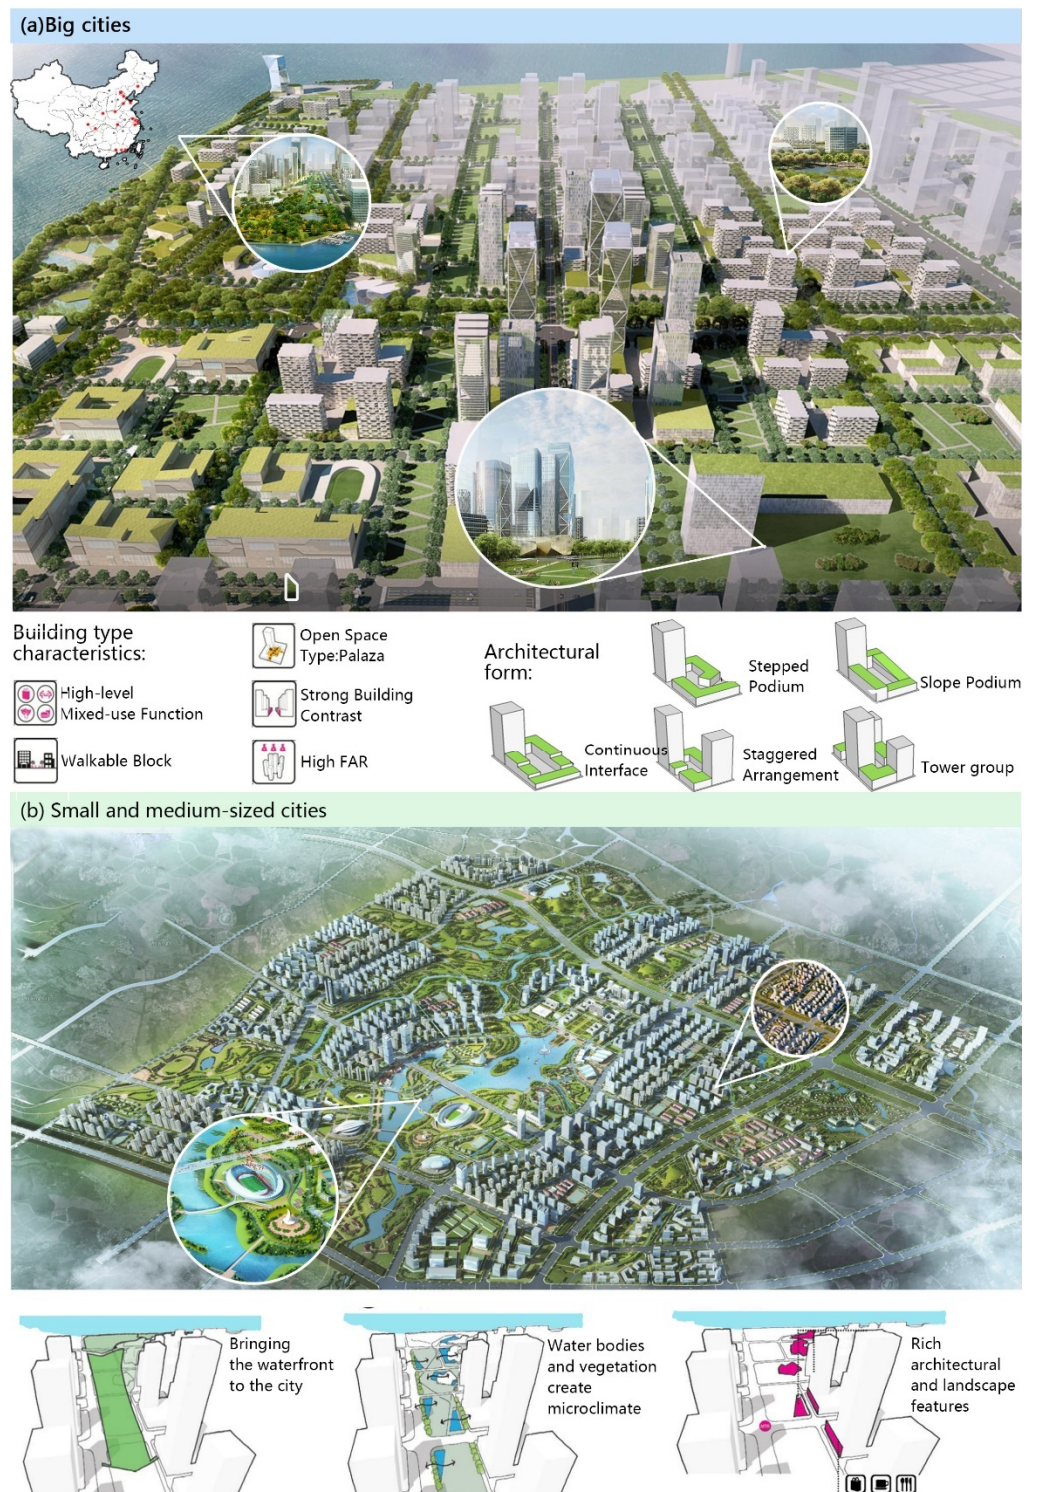 (a)Big cities
Building type
characteristics:
High-level
Mixed-use Function
Walkable Block
Open Space
Type:Palaza
Strong Building
Contrast
High FAR
Architectural
form:
Stepped
Podium
Slope Podium
Continuous
Interface
Staggered
Arrangement
Tower group
(b) Small and medium-sized cities
Bringing
the waterfront
to the city
Water bodies
and vegetation
create
microclimate
Rich
architectural
and landscape
features